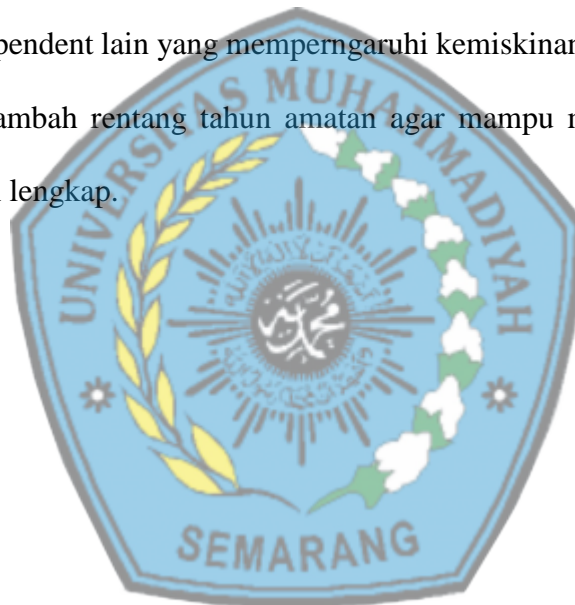 pendent lain yang memperngaruhi kemiskinan
ambah rentang tahun amatan agar mampu
lengkap.
UNIVERSITAS MUHAMMADIYAH
SEMARANG